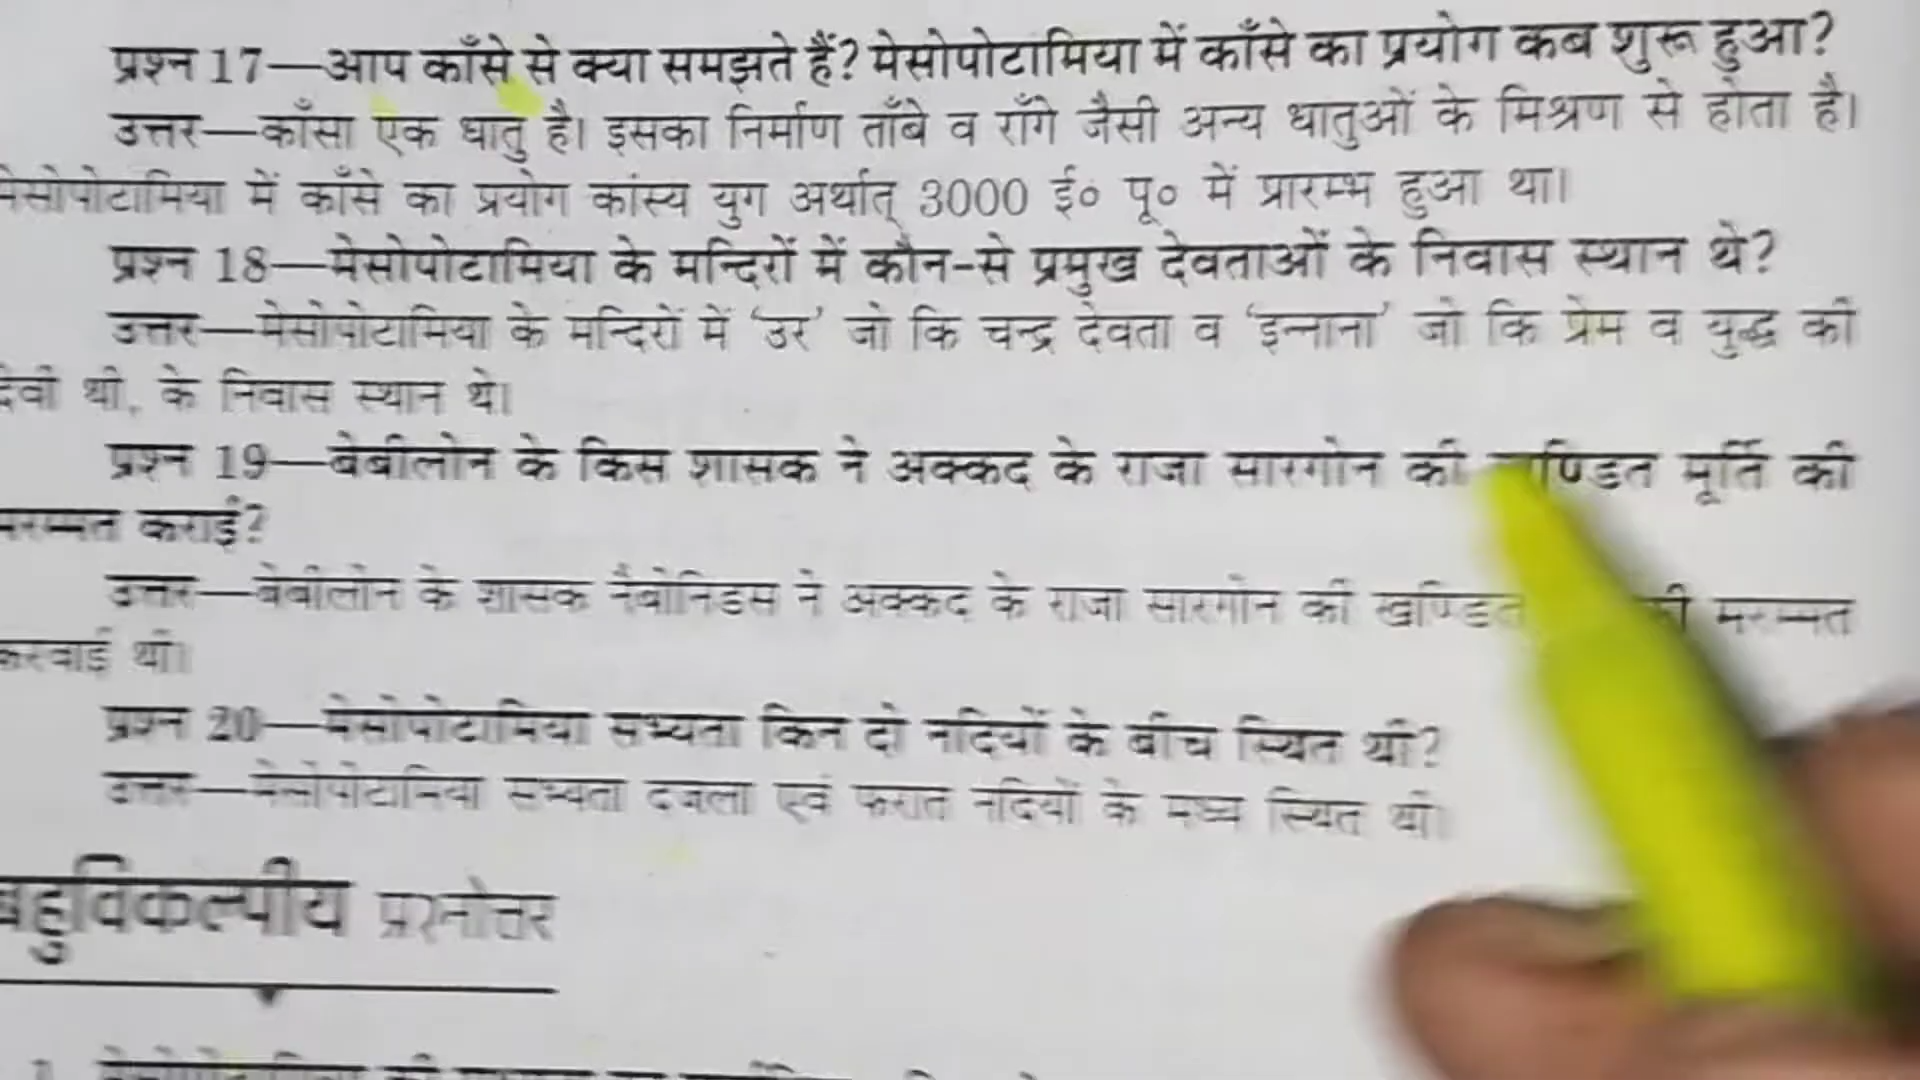 प्रश्न 17—आप काँसे से क्या समझते हैं? मेसोपोटामिया में काँसे का प्रयोग कब शुरू हुआ?
उत्तर—काँसा एक धातु है। इसका निर्माण ताँबे व राँगे जैसी अन्य धातुओं के मिश्रण से होता है।
मेसोपोटामिया में काँसे का प्रयोग कांस्य युग अर्थात् 3000 ई० पू० में प्रारम्भ हुआ था।
प्रश्न 18—मेसोपोटामिया के मन्दिरों में कौन-से प्रमुख देवताओं के निवास स्थान थे?
उत्तर—मेसोपोटामिया के मन्दिरों में ‘उर’ जो कि चन्द्र देवता व ‘इन्नाना’ जो कि प्रेम व युद्ध की
देवी थी, के निवास स्थान थे।
प्रश्न 19—बेबीलोन के किस शासक ने अक्कद के राजा सारगोन की खण्डित मूर्ति की
मरम्मत कराई?
उत्तर—बेबीलोन के शासक नैबोनिडस ने अक्कद के राजा सारगोन की खण्डित की मरम्मत
करवाई थी।
प्रश्न 20—मेसोपोटामिया सभ्यता किन दो नदियों के बीच स्थित थी?
उत्तर—मेसोपोटामिया सभ्यता दजला एवं फरात नदियों के मध्य स्थित थी।
बहुविकल्पीय प्रश्नोत्तर